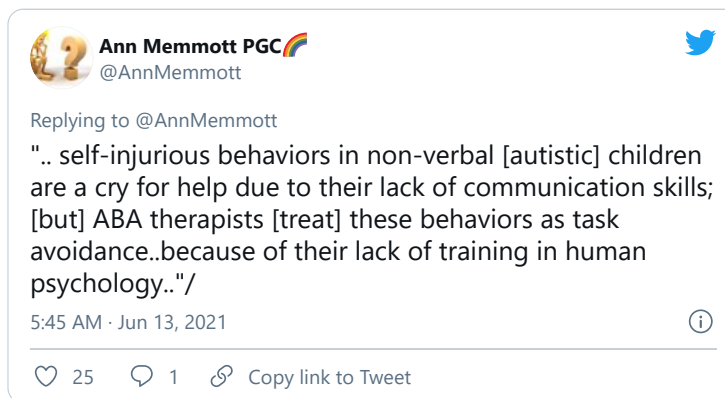 Ann Memmott PGC🌈
@AnnMemmott
Replying to @AnnMemmott
".. self-injurious behaviors in non-verbal [autistic] children
are a cry for help due to their lack of communication skills;
[but] ABA therapists [treat] these behaviors as task
avoidance..because of their lack of training in human
psychology.."/
5:45 AM · Jun 13, 2021
25 1 Copy link to Tweet